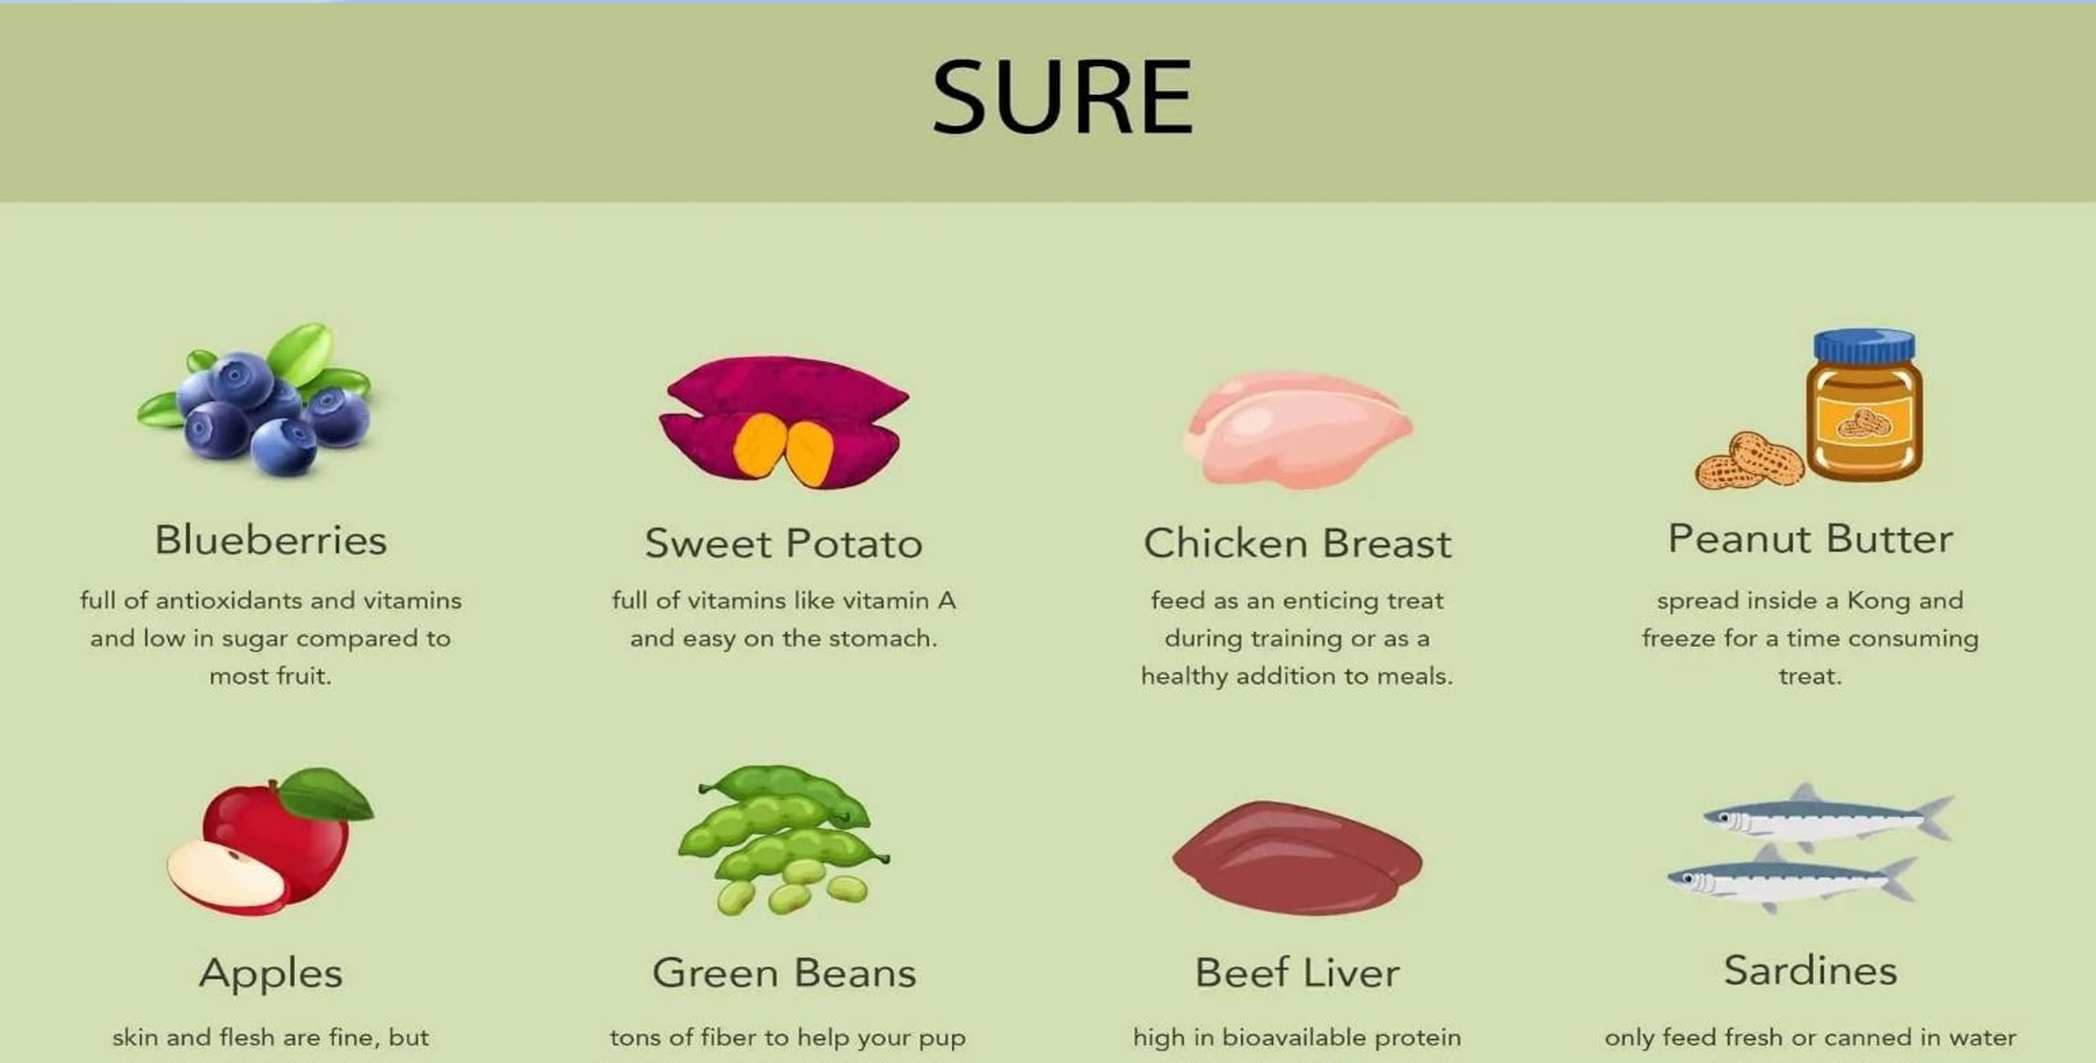 SURE
Blueberries
full of antioxidants and vitamins
and low in sugar compared to
most fruit.
Sweet Potato
full of vitamins like vitamin A
and easy on the stomach.
Chicken Breast
feed as an enticing treat
during training or as a
healthy addition to meals.
Peanut Butter
spread inside a Kong and
freeze for a time consuming
treat.
Apples
skin and flesh are fine, but
Green Beans
tons of fiber to help your pup
Beef Liver
high in bioavailable protein
Sardines
only feed fresh or canned in water